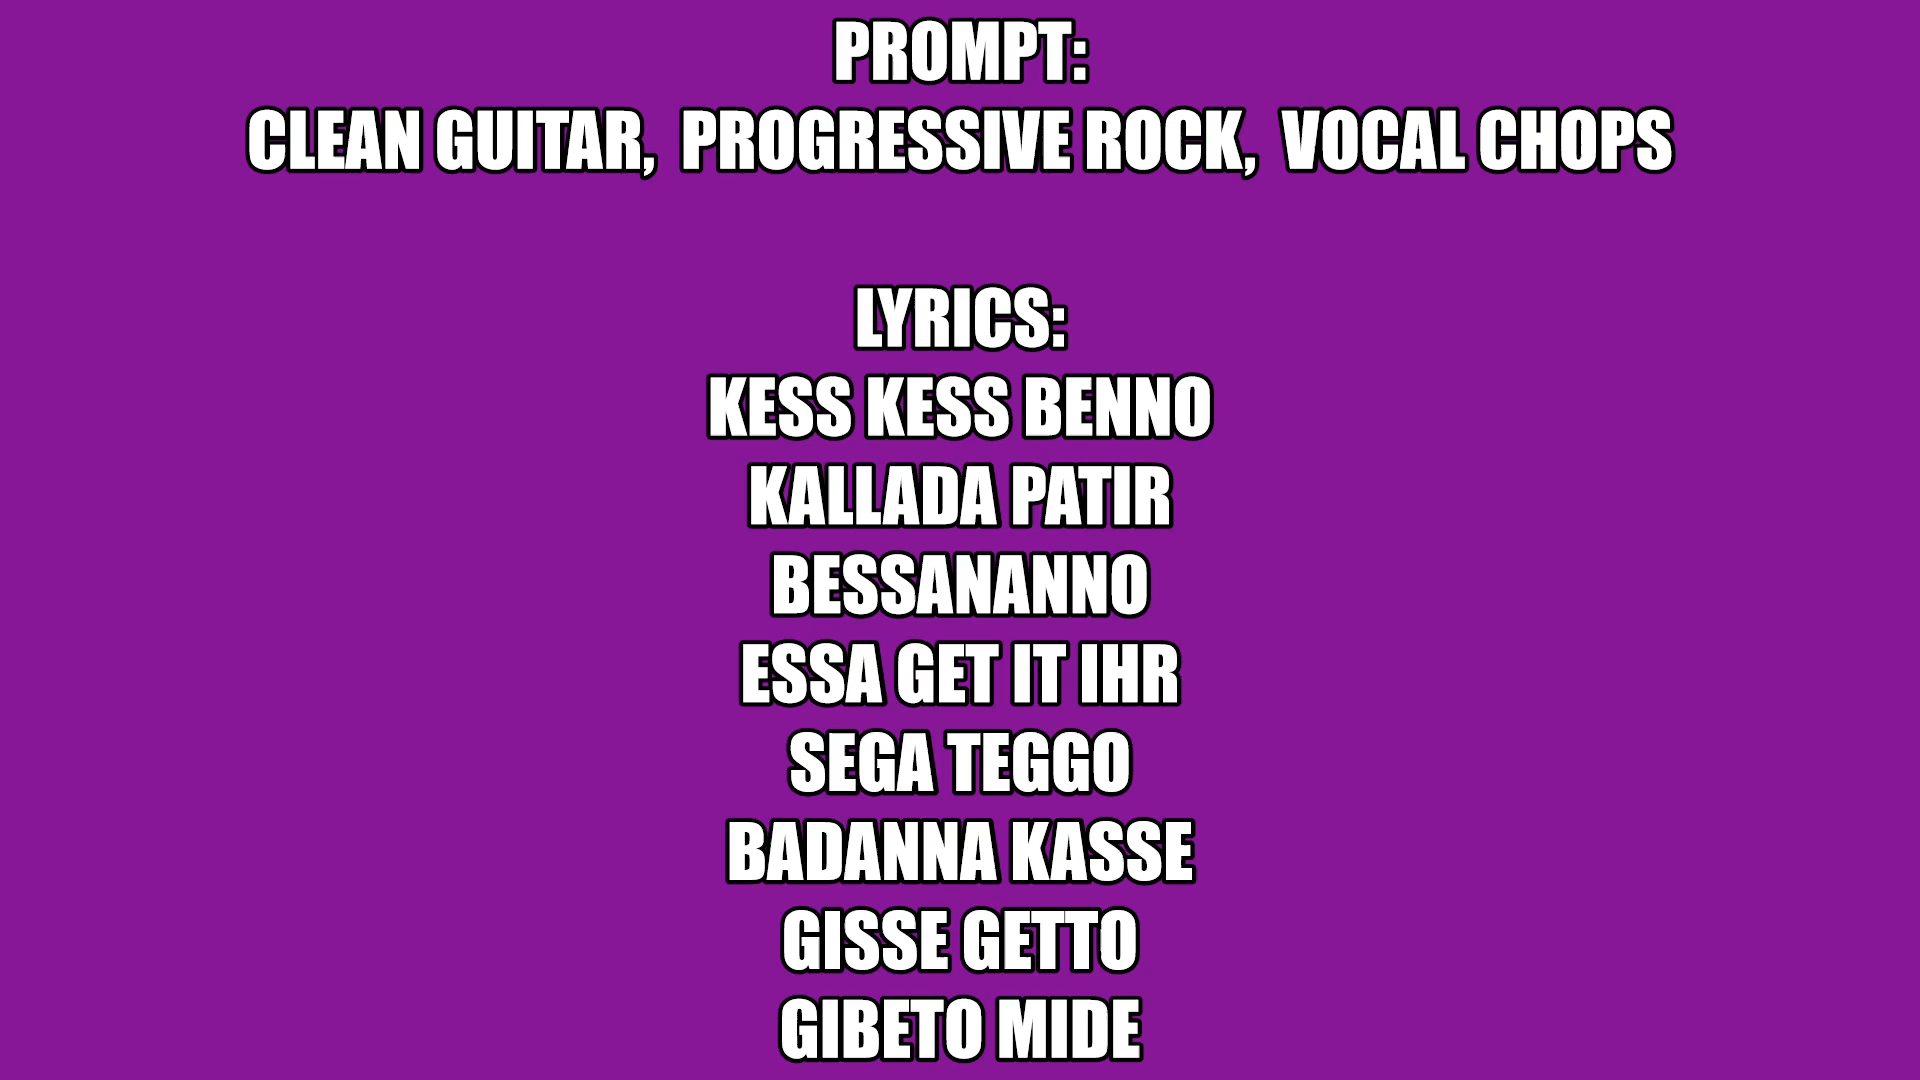 PROMPT:
CLEAN GUITAR, PROGRESSIVE ROCK, VOCAL CHOPS
LYRICS:
KESS KESS BENNO
KALLADA PATIR
BESSANANNO
ESSA GET IT IHR
SEGA TEGGO
BADANNA KASSE
GISSE GETTO
GIBETO MIDE